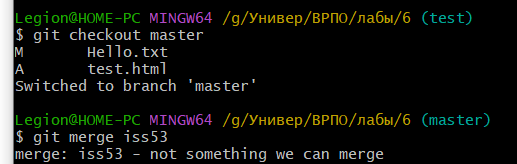 Legion@HOME-PC MINGW64 /g/Универ/ВРПО/лабы/6 (test)
$ git checkout master
M       Hello.txt
A       test.html
Switched to branch 'master'
Legion@HOME-PC MINGW64 /g/Универ/ВРПО/лабы/6 (master)
$ git merge iss53
merge: iss53 - not something we can merge